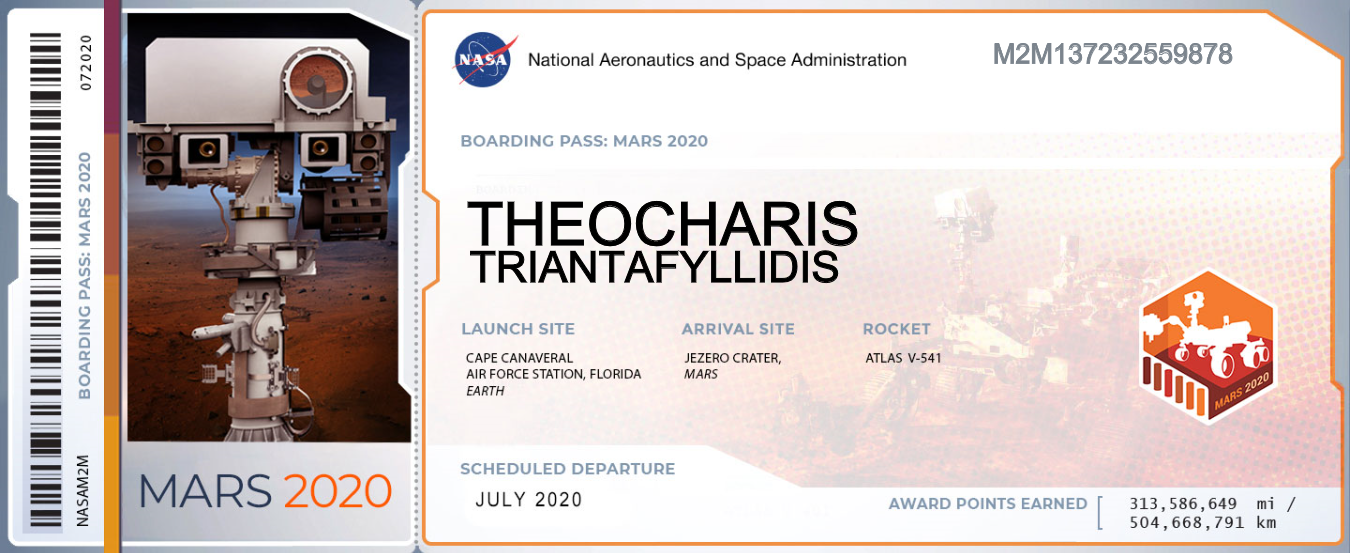 072020
BOARDING PASS: MARS 2020
NASAM2M
MARS 2020
NASA
National Aeronautics and Space Administration
M2M137232559878
BOARDING PASS: MARS 2020
THEOCHARIS
TRIANTAFYLLIDIS
LAUNCH SITE
CAPE CANAVERAL
AIR FORCE STATION, FLORIDA
EARTH
ARRIVAL SITE
JEZERO CRATER,
MARS
ROCKET
ATLAS V-541
MARS 2020
SCHEDULED DEPARTURE
JULY 2020
AWARD POINTS EARNED
313,586,649 mi /
504,668,791 km